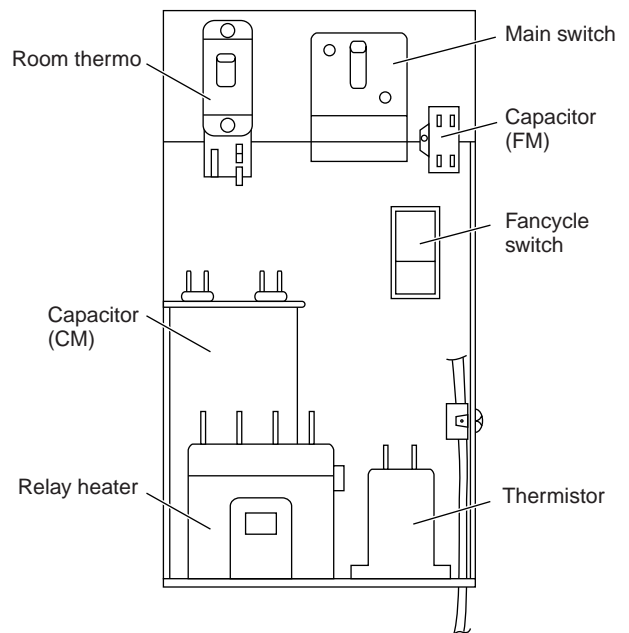 Room thermo
Main switch
Capacitor
(FM)
Fancycle
switch
Capacitor
(CM)
Relay heater
Thermistor